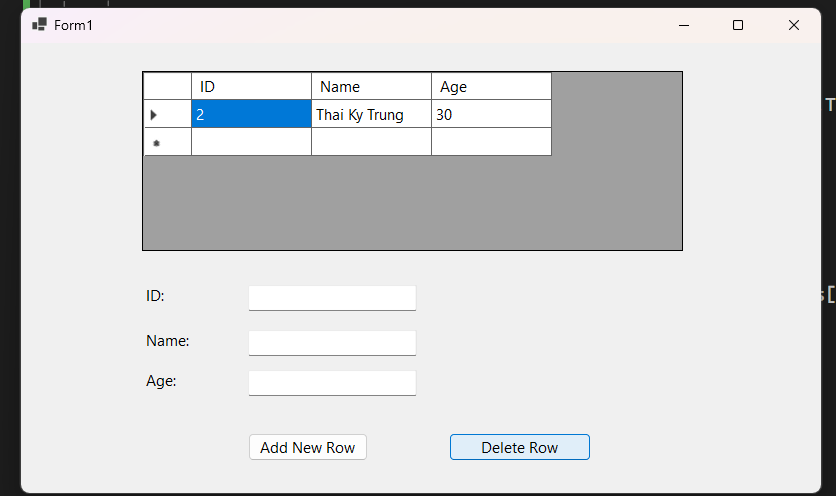 Form1
ID Name Age
2 Thai Ky Trung 30
ID:
Name:
Age:
Add New Row Delete Row